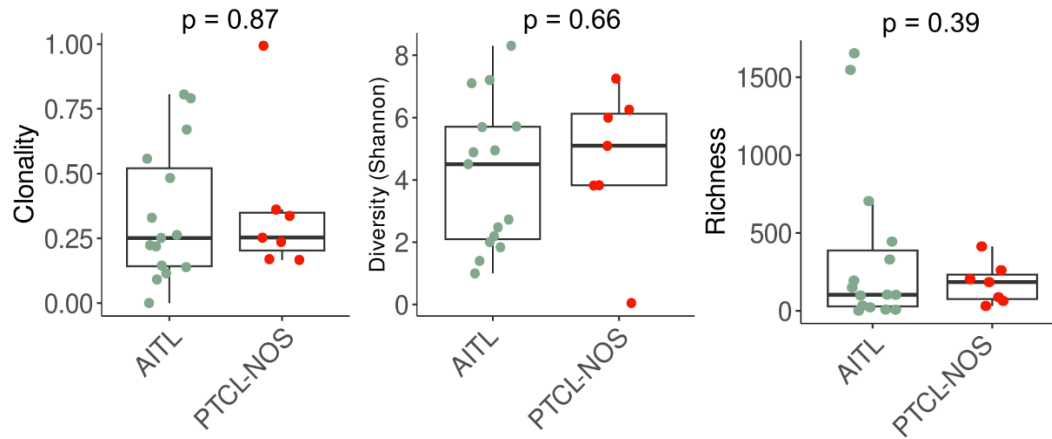 p = 0.87
Clonality
1.00
0.75
0.50
0.25
0.00
AITL
PTCL-NOS
p = 0.66
Diversity (Shannon)
8
6
4
2
0
AITL
PTCL-NOS
p = 0.39
Richness
1500
1000
500
0
AITL
PTCL-NOS